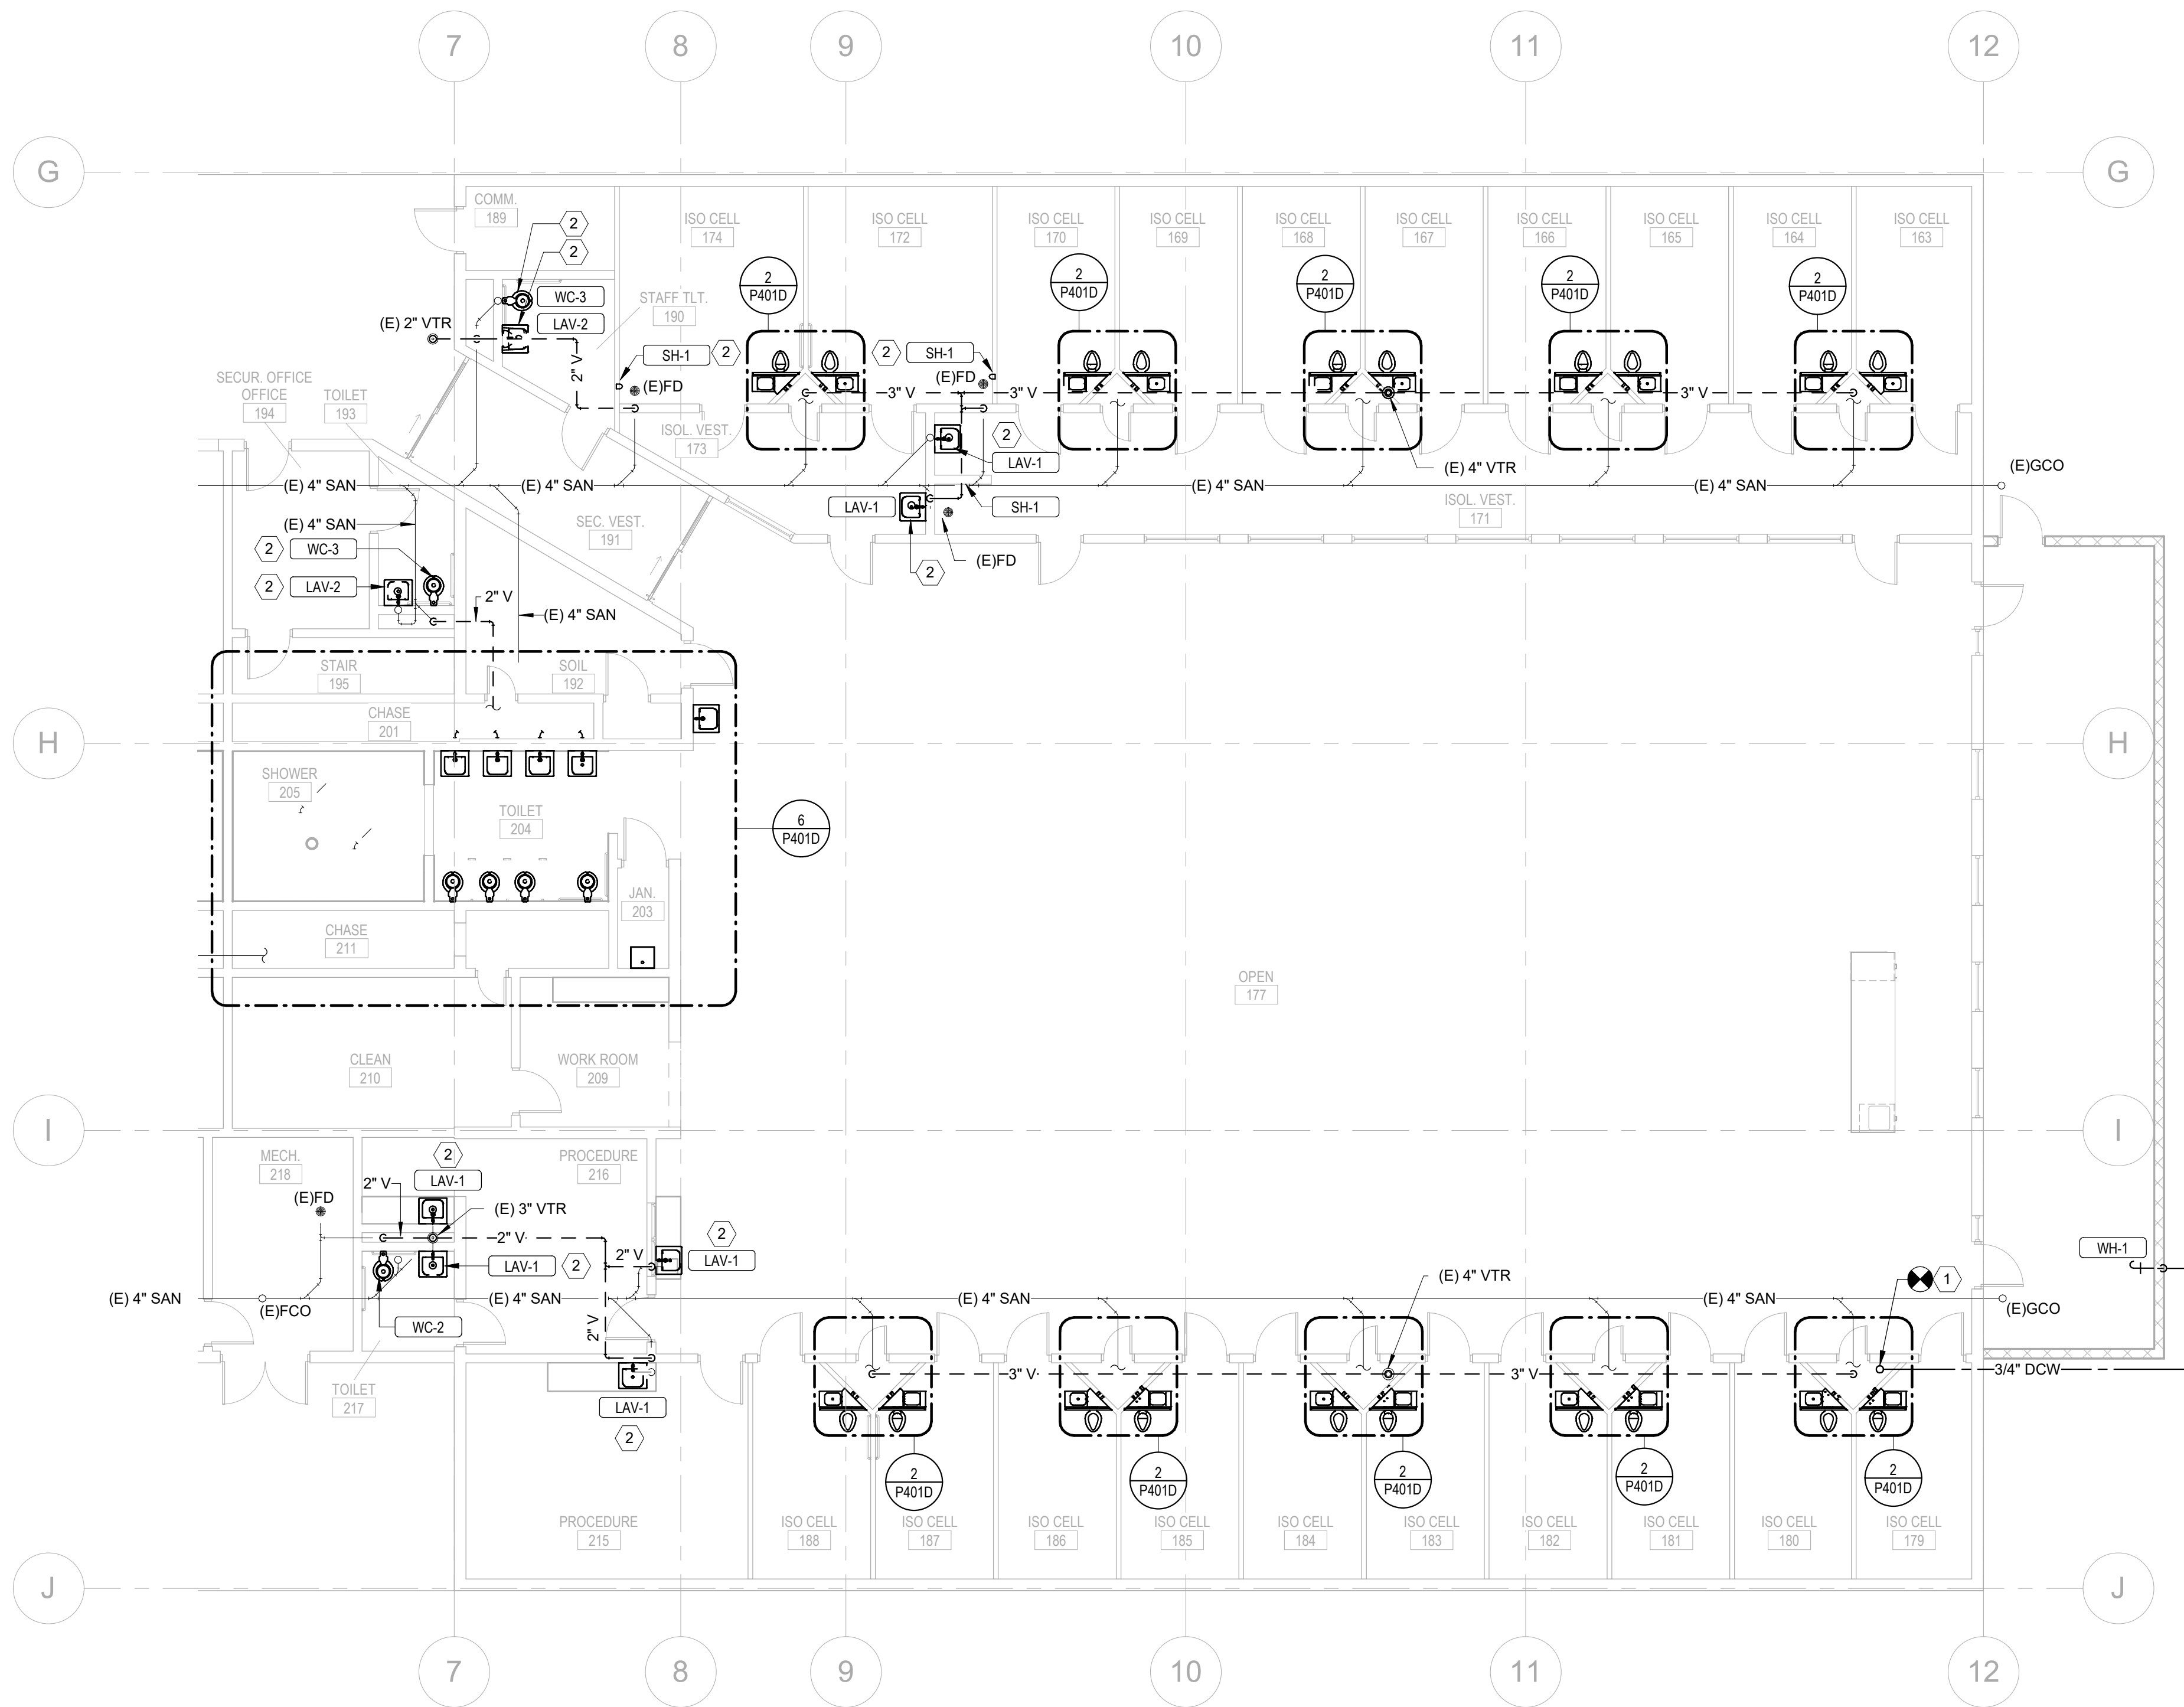 7
8
9
10
11
12
G
G
COMM.
189
2
2
WC-3
LAV-2
(E) 2" VTR
STAFF TLT.
190
2" V
ISO CELL
174
ISO CELL
172
ISO CELL
170
ISO CELL
169
ISO CELL
168
ISO CELL
167
ISO CELL
166
ISO CELL
165
ISO CELL
164
ISO CELL
163
2
P401D
2
P401D
2
P401D
2
P401D
2
P401D
SH-1
2
(E)FD
2
SH-1
(E)FD
3" V
3" V
3" V
SECUR. OFFICE
OFFICE
194
TOILET
193
ISOL. VEST.
173
2
LAV-1
(E) 4" VTR
(E)GCO
(E) 4" SAN
(E) 4" SAN
(E) 4" SAN
(E) 4" SAN
LAV-1
SH-1
ISOL. VEST.
171
(E) 4" SAN
SEC. VEST.
191
2
WC-3
2
LAV-2
(E)FD
2
2" V
(E) 4" SAN
STAIR
195
SOIL
192
CHASE
201
H
H
SHOWER
205
TOILET
204
6
P401D
JAN.
203
CHASE
211
OPEN
177
CLEAN
210
WORK ROOM
209
I
I
MECH.
218
2
LAV-1
PROCEDURE
216
2" V
(E)FD
(E) 3" VTR
2" V
2
LAV-1
2" V
LAV-1
2
WH-1
(E) 4" VTR
1
(E) 4" SAN
(E)FCO
(E) 4" SAN
(E) 4" SAN
(E) 4" SAN
(E)GCO
WC-2
2" V
3" V
3" V
3/4" DCW
TOILET
217
LAV-1
2
2
P401D
2
P401D
2
P401D
2
P401D
2
P401D
PROCEDURE
215
ISO CELL
188
ISO CELL
187
ISO CELL
186
ISO CELL
185
ISO CELL
184
ISO CELL
183
ISO CELL
182
ISO CELL
181
ISO CELL
180
ISO CELL
179
J
J
7
8
9
10
11
12